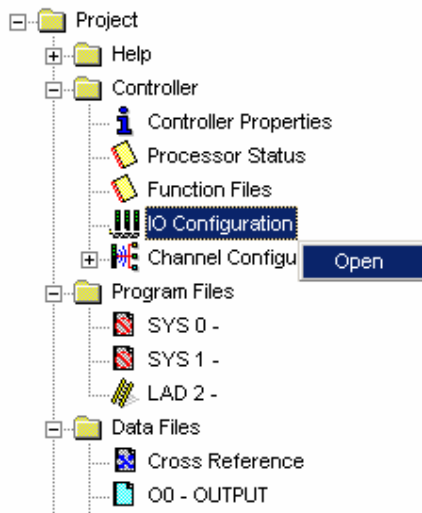 Project
Help
Controller
Controller Properties
Processor Status
Function Files
IO Configuration
Channel Configu
Open
Program Files
SYS 0 -
SYS 1 -
LAD 2 -
Data Files
Cross Reference
O0 - OUTPUT